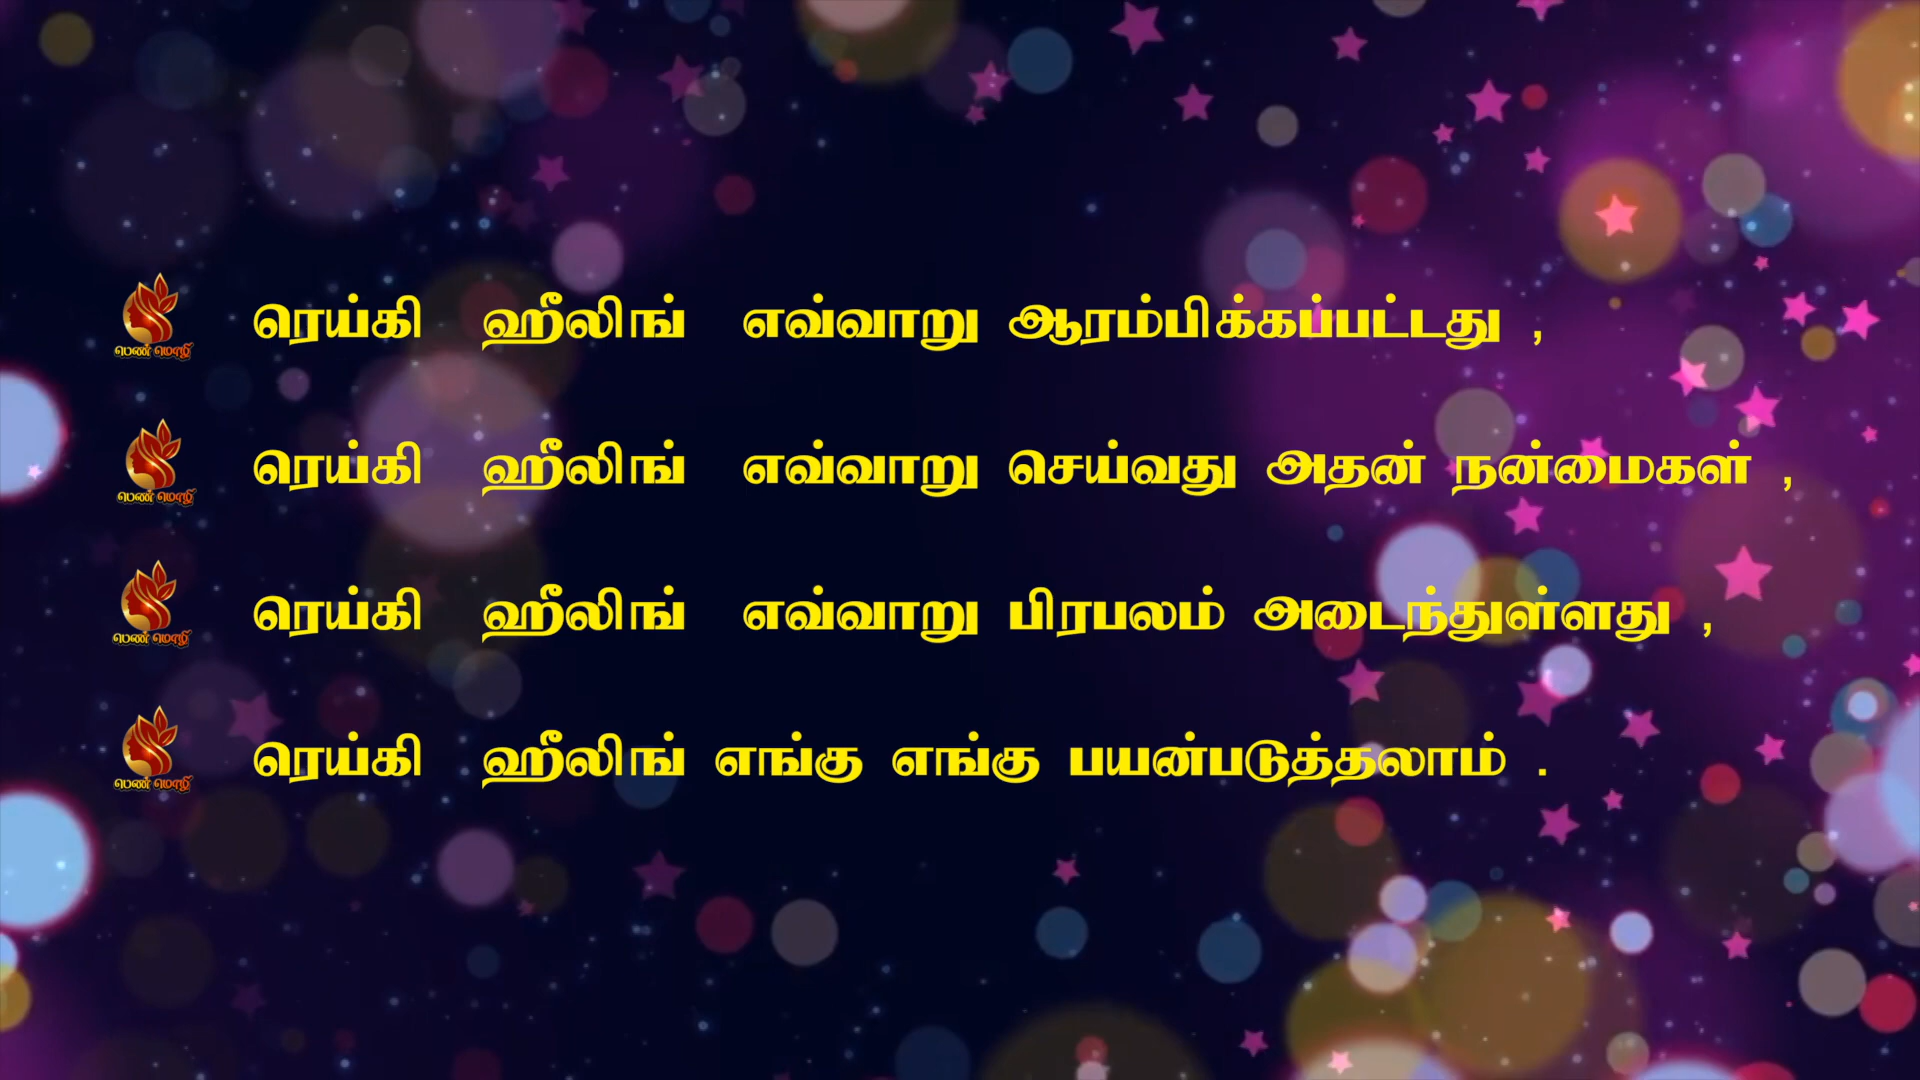 ரெய்கி ஹீலிங் எவ்வாறு ஆரம்பிக்கப்பட்டது ,
பெண் மொழி
ரெய்கி ஹீலிங் எவ்வாறு செய்வது அதன் நன்மைகள் ,
பெண் மொழி
ரெய்கி ஹீலிங் எவ்வாறு பிரபலம் அடைந்துள்ளது ,
பெண் மொழி
ரெய்கி ஹீலிங் எங்கு எங்கு பயன்படுத்தலாம் .
பெண் மொழி